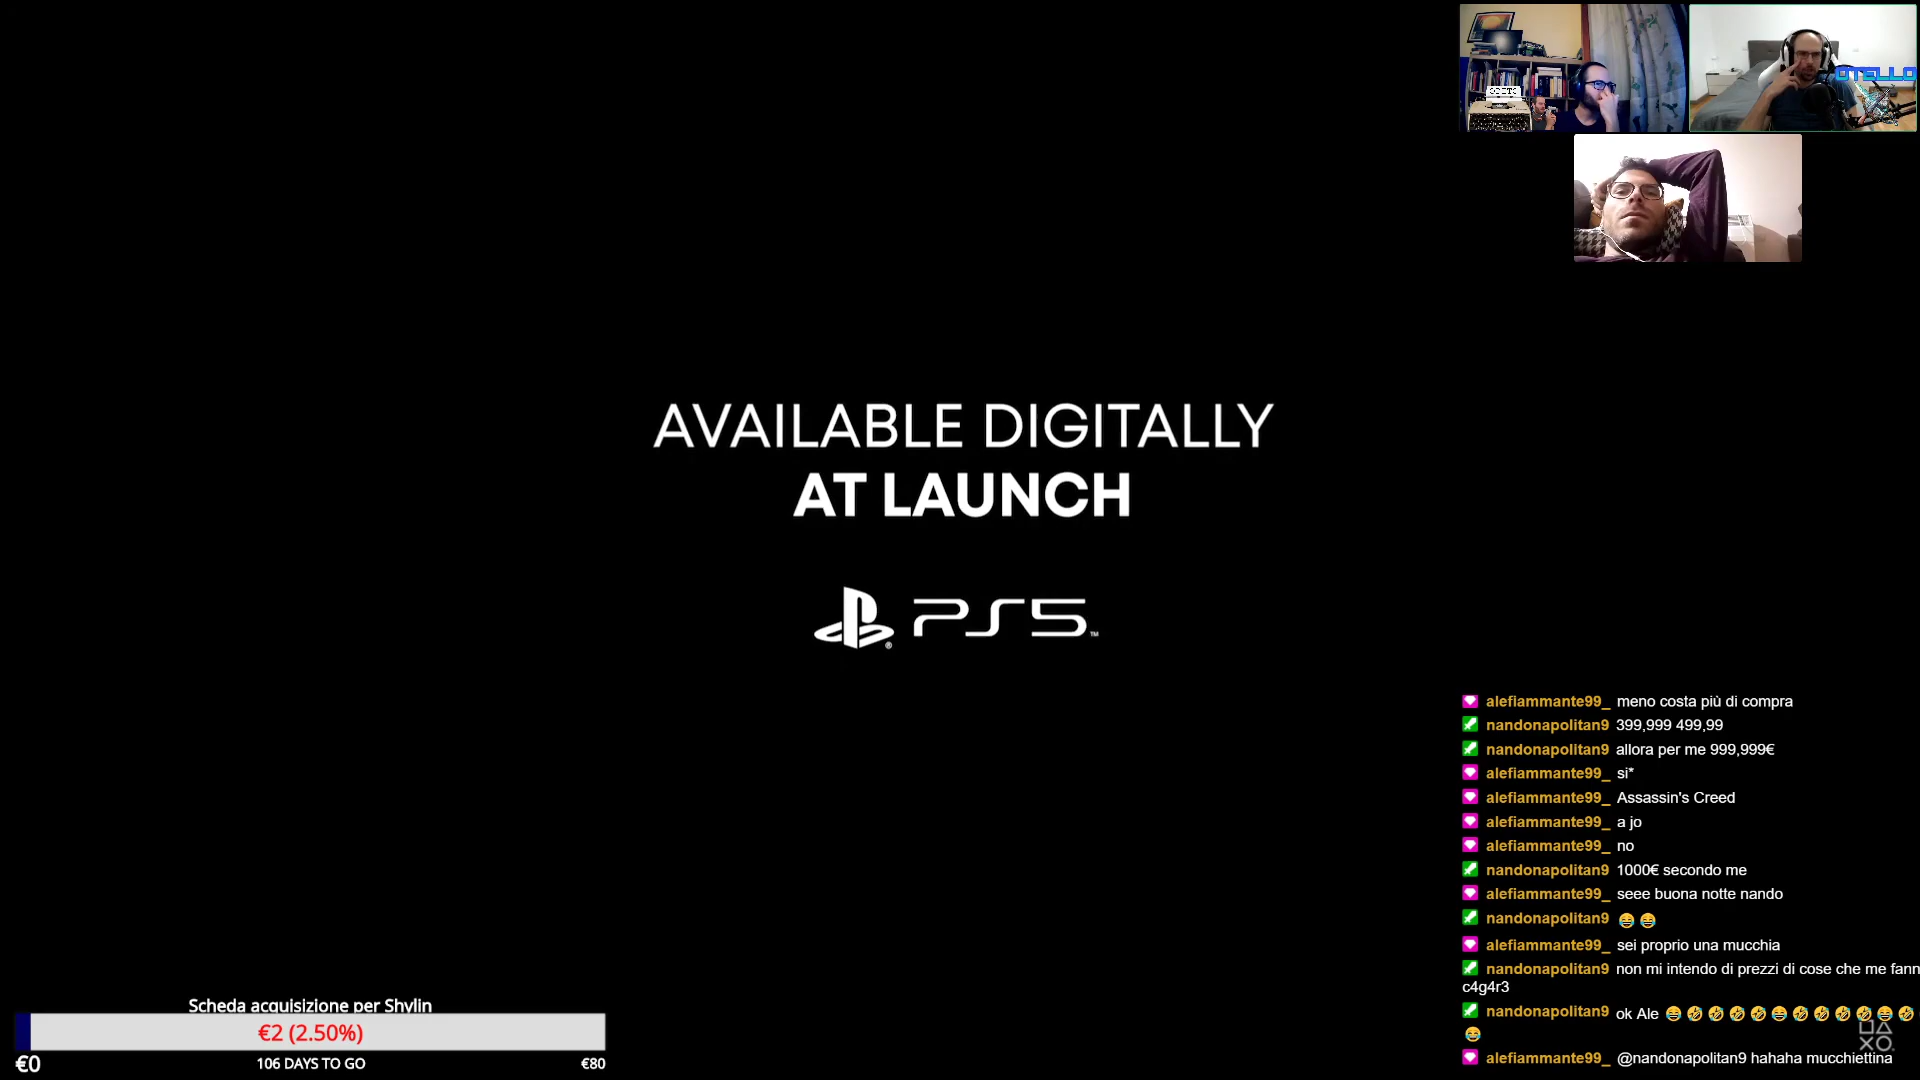 OTELLO
AVAILABLE DIGITALLY
AT LAUNCH
PS5™
alefiammante99_ meno costa più di compra
nandonapolitan9 399,999 499,99
nandonapolitan9 allora per me 999,999€
alefiammante99_ si*
alefiammante99_ Assassin's Creed
alefiammante99_ a jo
alefiammante99_ no
nandonapolitan9 1000€ secondo me
alefiammante99_ seee buona notte nando
nandonapolitan9 😂 😂
alefiammante99_ sei proprio una mucchia
nandonapolitan9 non mi intendo di prezzi di cose che me fann
c4g4r3
nandonapolitan9 ok Ale 😂 🤣 🤣 🤣 🤣 😂 🤣 🤣 🤣 🤣 😂 🤣
😂
alefiammante99_ @nandonapolitan9 hahaha mucchiettina
Scheda acquisizione per Shylin
€2 (2.50%)
€0 106 DAYS TO GO €80